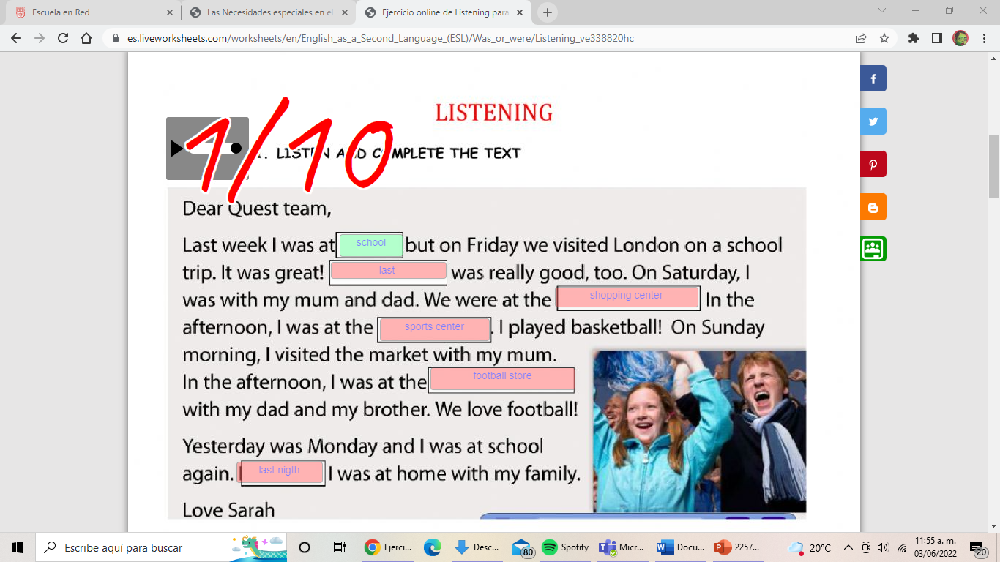 Escuela en Red
Las Necesidades especiales en el
Ejercicio online de Listening para
es.liveworksheets.com/worksheets/en/English_as_a_Second_Language_(ESL)/Was_or_were/Listening_ve338820hc
LISTENING
1/10
LISTEN AND COMPLETE THE TEXT
Dear Quest team,
Last week I was at school but on Friday we visited London on a school
trip. It was great! last was really good, too. On Saturday, I
was with my mum and dad. We were at the shopping center In the
afternoon, I was at the sports center. I played basketball! On Sunday
morning, I visited the market with my mum.
In the afternoon, I was at the football store
with my dad and my brother. We love football!
Yesterday was Monday and I was at school
again. last nigth I was at home with my family.
Love Sarah
Escribe aquí para buscar
Ejerci...
Desc...
80
Spotify
Micr...
Docu...
2257...
20°C
11:55 a. m.
03/06/2022
20